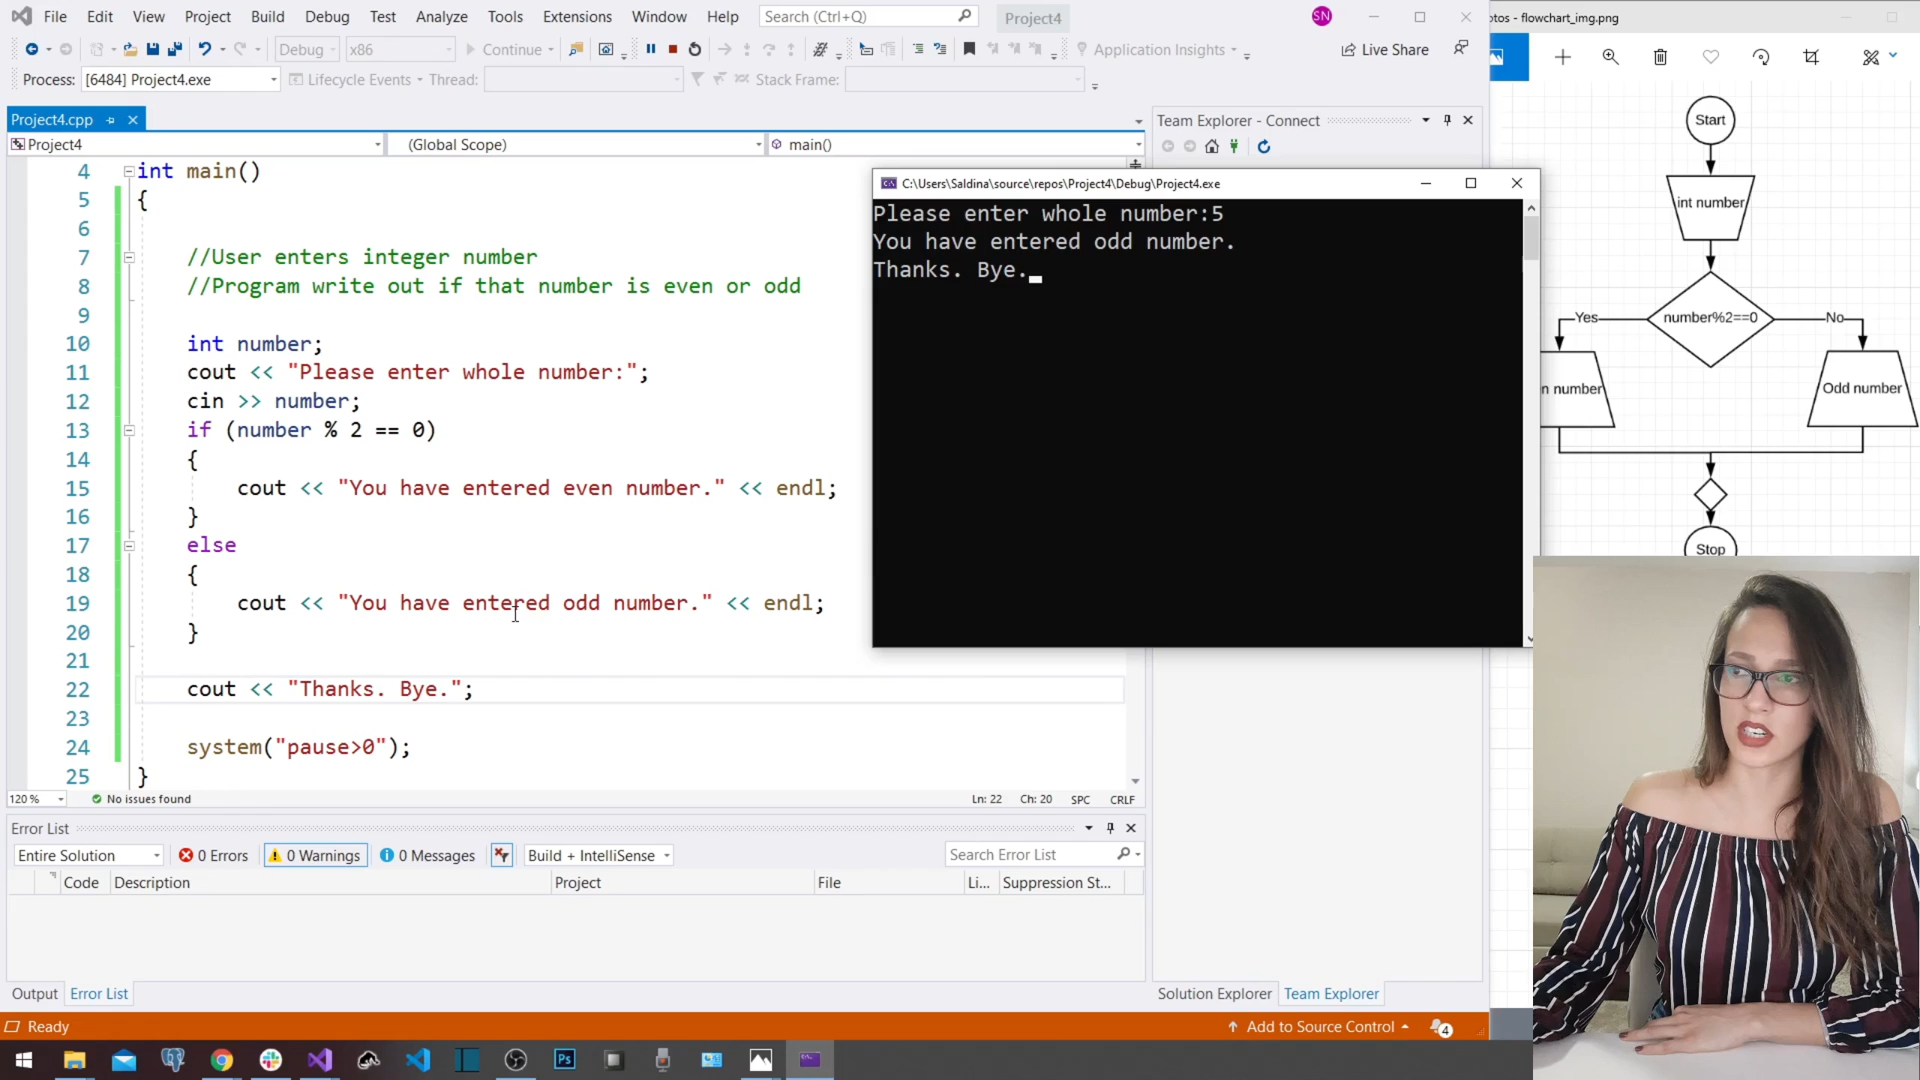 File Edit View Project Build Debug Test Analyze Tools Extensions Window Help Search (Ctrl+Q) Project4 SN
Debug x86 Continue Application Insights Live Share
Process: [6484] Project4.exe Lifecycle Events Thread: Stack Frame:
Project4.cpp
Project4 (Global Scope) main()
4 int main()
5 {
6
7 //User enters integer number
8 //Program write out if that number is even or odd
9
10 int number;
11 cout << "Please enter whole number:";
12 cin >> number;
13 if (number % 2 == 0)
14 {
15 cout << "You have entered even number." << endl;
16 }
17 else
18 {
19 cout << "You have entered odd number." << endl;
20 }
21
22 cout << "Thanks. Bye.";
23
24 system("pause>0");
25 }
120 % No issues found Ln: 22 Ch: 20 SPC CRLF
Error List
Entire Solution 0 Errors 0 Warnings 0 Messages Build + IntelliSense Search Error List
Code Description Project File Li... Suppression St...
Output Error List
Team Explorer - Connect
C:\Users\Saldina\source\repos\Project4\Debug\Project4.exe
Please enter whole number:5
You have entered odd number.
Thanks. Bye.
Solution Explorer Team Explorer
Ready Add to Source Control 4
otos - flowchart_img.png
Start
int number
number%2==0
Yes No
n number Odd number
Stop
Ps